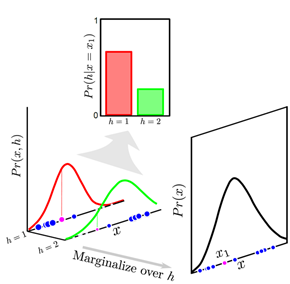 1
Pr(h|x = x₁)
0
h = 1 h = 2
Pr(x, h)
h = 1
h = 2
x
Marginalize over h
Pr(x)
x₁
x